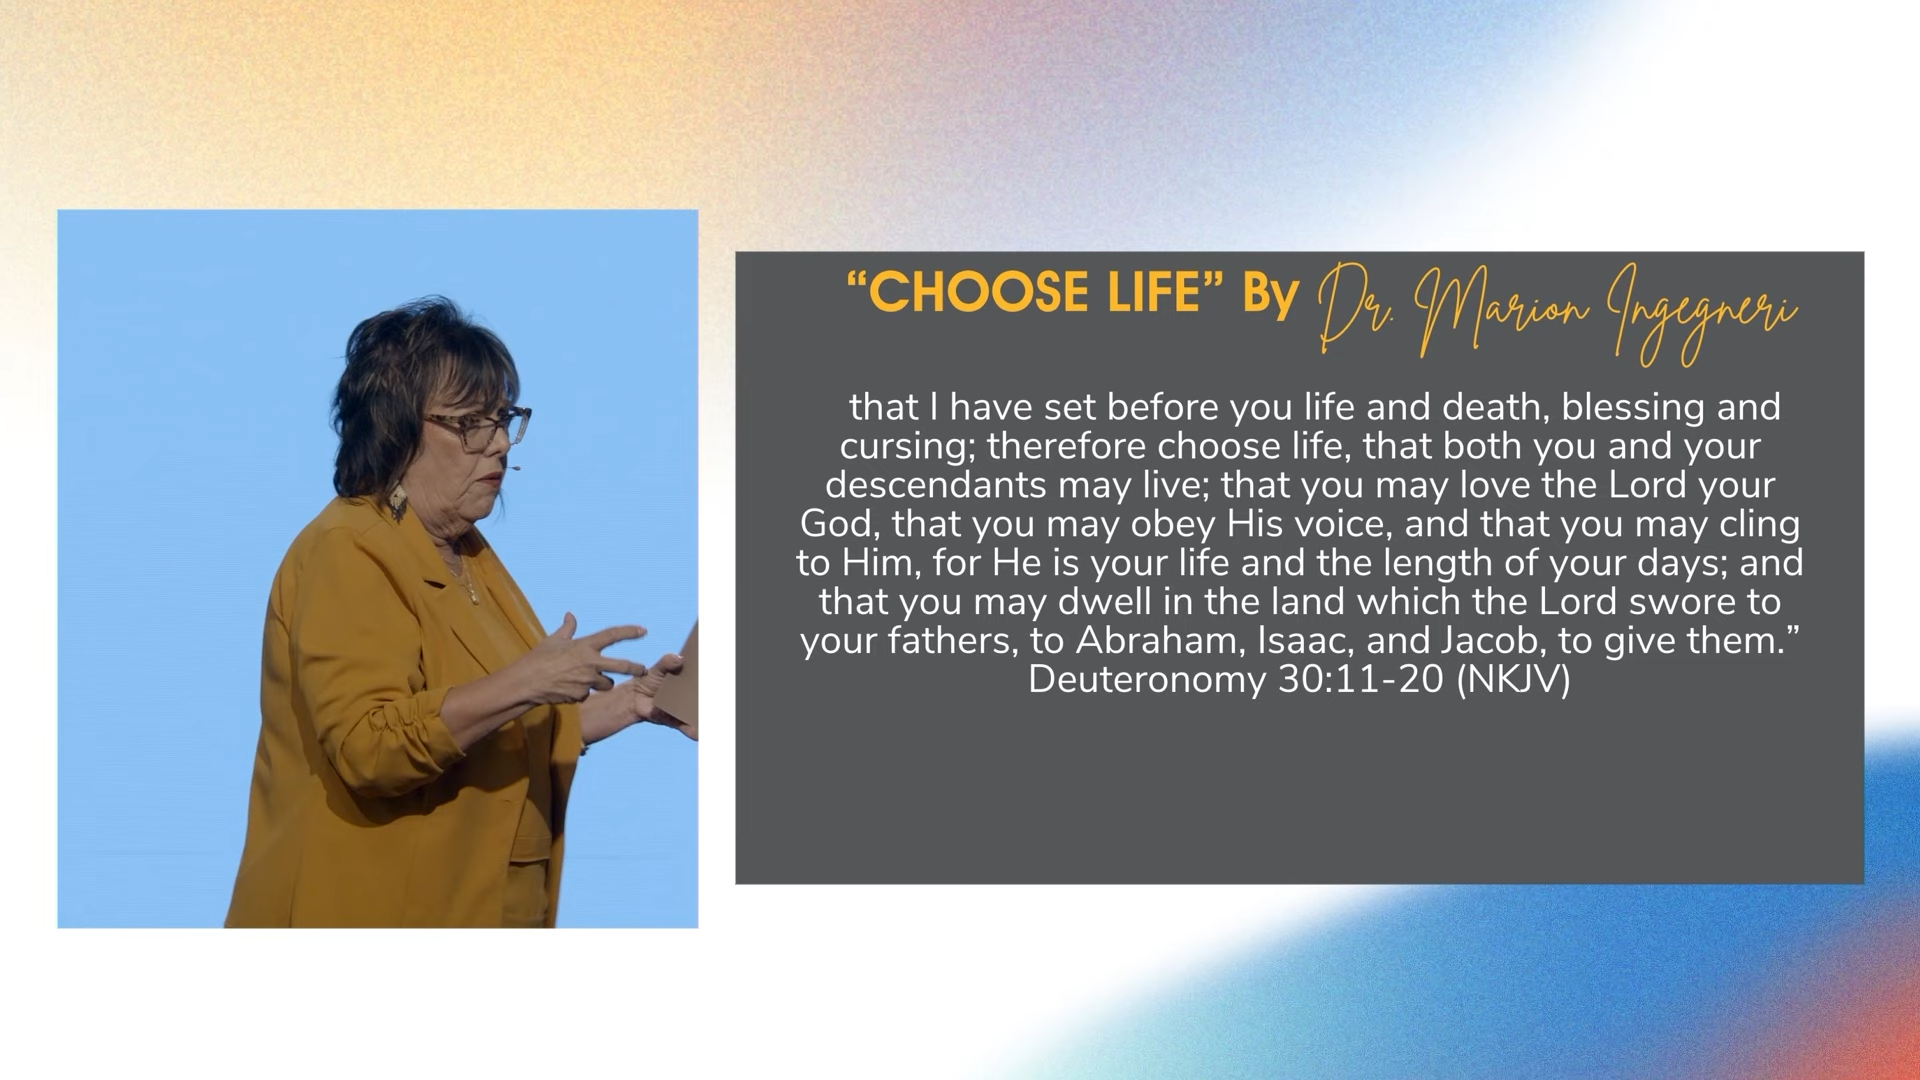 “CHOOSE LIFE” By Dr. Marion Ingegneri
that I have set before you life and death, blessing and
cursing; therefore choose life, that both you and your
descendants may live; that you may love the Lord your
God, that you may obey His voice, and that you may cling
to Him, for He is your life and the length of your days; and
that you may dwell in the land which the Lord swore to
your fathers, to Abraham, Isaac, and Jacob, to give them.”
Deuteronomy 30:11-20 (NKJV)